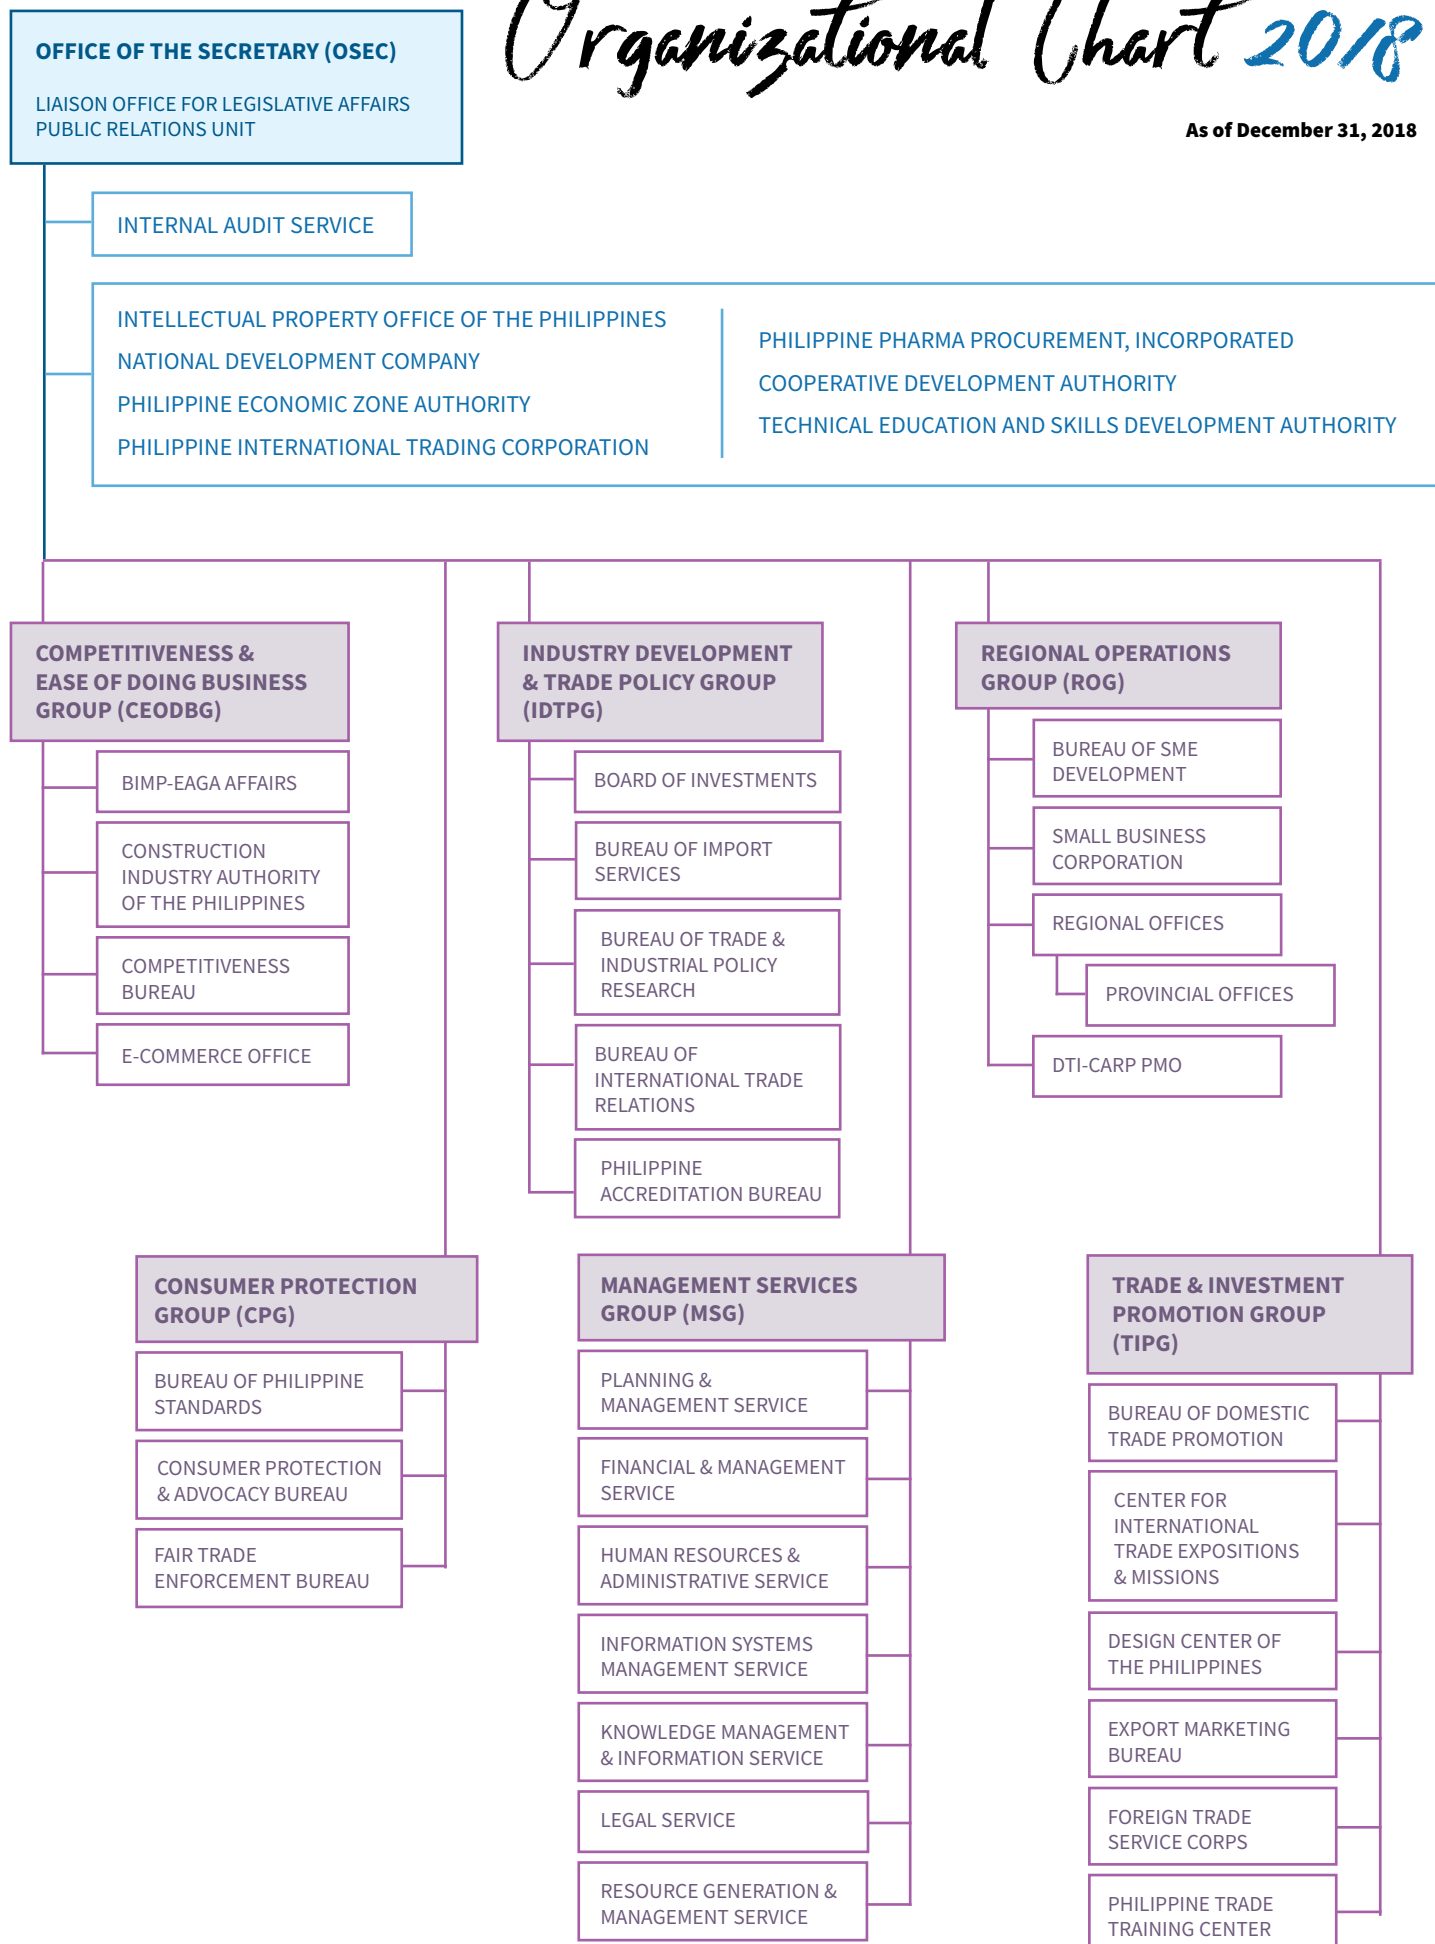 Organizational Chart 2018
As of December 31, 2018
OFFICE OF THE SECRETARY (OSEC)
LIAISON OFFICE FOR LEGISLATIVE AFFAIRS
PUBLIC RELATIONS UNIT
INTERNAL AUDIT SERVICE
INTELLECTUAL PROPERTY OFFICE OF THE PHILIPPINES
NATIONAL DEVELOPMENT COMPANY
PHILIPPINE ECONOMIC ZONE AUTHORITY
PHILIPPINE INTERNATIONAL TRADING CORPORATION
PHILIPPINE PHARMA PROCUREMENT, INCORPORATED
COOPERATIVE DEVELOPMENT AUTHORITY
TECHNICAL EDUCATION AND SKILLS DEVELOPMENT AUTHORITY
COMPETITIVENESS &
EASE OF DOING BUSINESS
GROUP (CEODBG)
BIMP-EAGA AFFAIRS
CONSTRUCTION
INDUSTRY AUTHORITY
OF THE PHILIPPINES
COMPETITIVENESS
BUREAU
E-COMMERCE OFFICE
INDUSTRY DEVELOPMENT
& TRADE POLICY GROUP
(IDTPG)
BOARD OF INVESTMENTS
BUREAU OF IMPORT
SERVICES
BUREAU OF TRADE &
INDUSTRIAL POLICY
RESEARCH
BUREAU OF
INTERNATIONAL TRADE
RELATIONS
PHILIPPINE
ACCREDITATION BUREAU
REGIONAL OPERATIONS
GROUP (ROG)
BUREAU OF SME
DEVELOPMENT
SMALL BUSINESS
CORPORATION
REGIONAL OFFICES
PROVINCIAL OFFICES
DTI-CARP PMO
CONSUMER PROTECTION
GROUP (CPG)
BUREAU OF PHILIPPINE
STANDARDS
CONSUMER PROTECTION
& ADVOCACY BUREAU
FAIR TRADE
ENFORCEMENT BUREAU
MANAGEMENT SERVICES
GROUP (MSG)
PLANNING &
MANAGEMENT SERVICE
FINANCIAL & MANAGEMENT
SERVICE
HUMAN RESOURCES &
ADMINISTRATIVE SERVICE
INFORMATION SYSTEMS
MANAGEMENT SERVICE
KNOWLEDGE MANAGEMENT
& INFORMATION SERVICE
LEGAL SERVICE
RESOURCE GENERATION &
MANAGEMENT SERVICE
TRADE & INVESTMENT
PROMOTION GROUP
(TIPG)
BUREAU OF DOMESTIC
TRADE PROMOTION
CENTER FOR
INTERNATIONAL
TRADE EXPOSITIONS
& MISSIONS
DESIGN CENTER OF
THE PHILIPPINES
EXPORT MARKETING
BUREAU
FOREIGN TRADE
SERVICE CORPS
PHILIPPINE TRADE
TRAINING CENTER